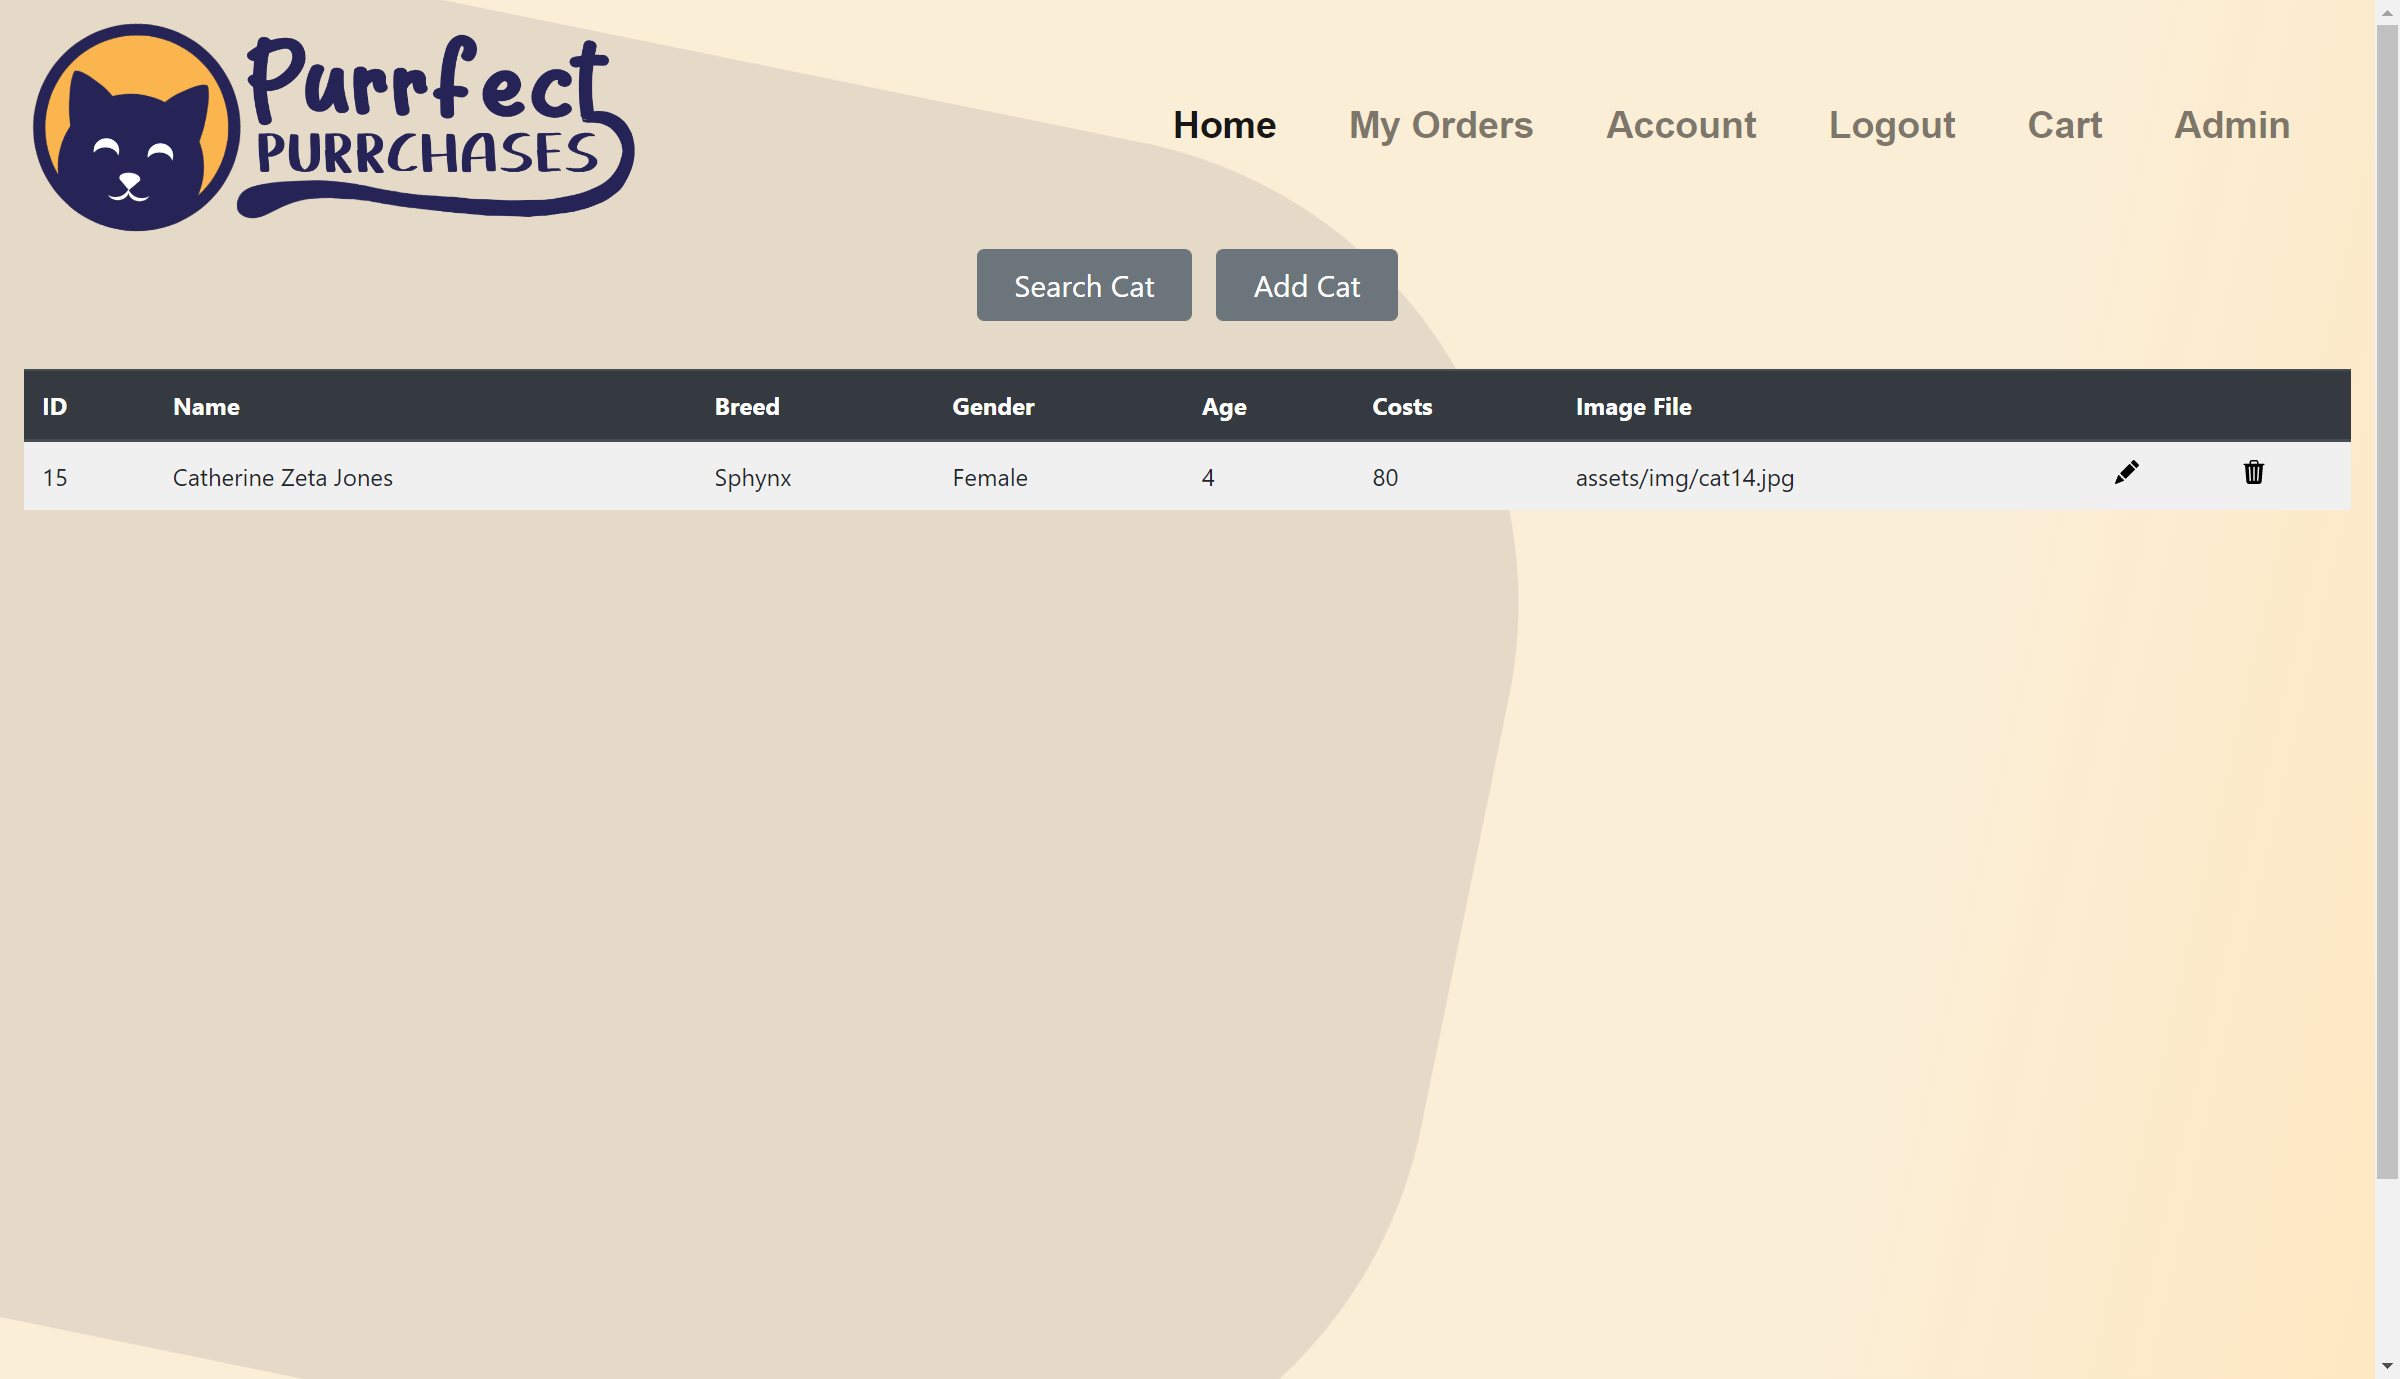 Purrfect
PURRCHASES
Home My Orders Account Logout Cart Admin
Search Cat Add Cat
ID Name Breed Gender Age Costs Image File
15 Catherine Zeta Jones Sphynx Female 4 80 assets/img/cat14.jpg